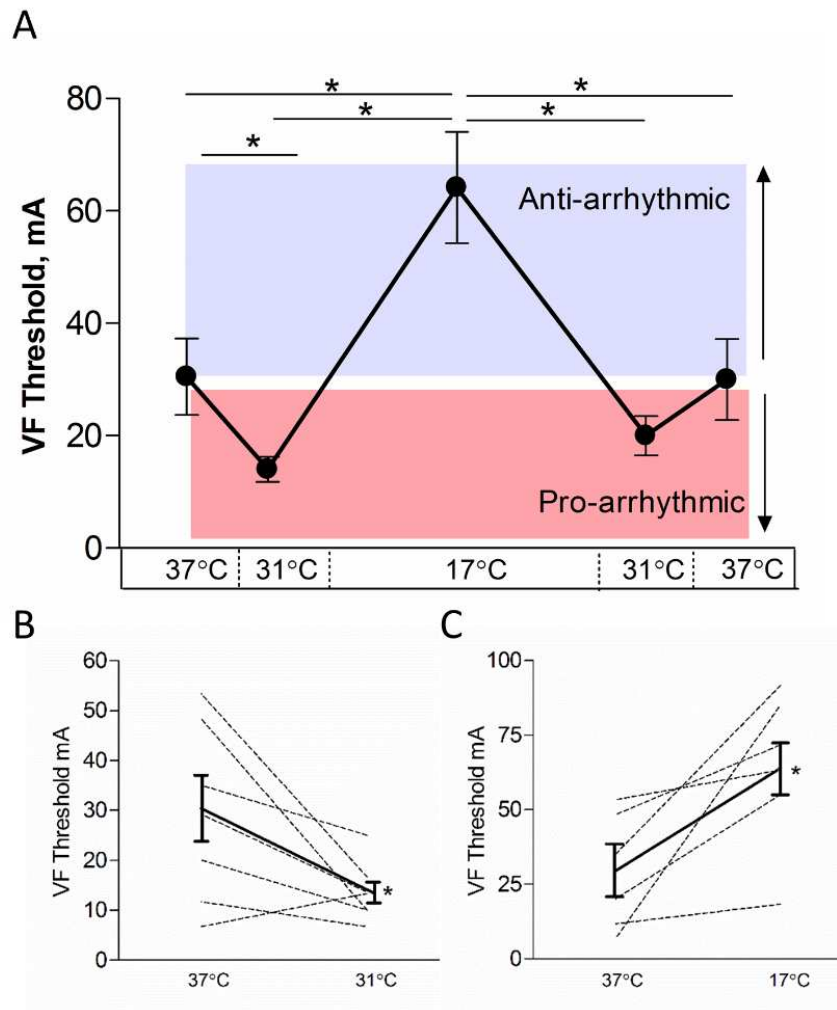 A
* *
* *
*
80
60
40
20
0
VF Threshold, mA
Anti-arrhythmic
Pro-arrhythmic
37°C 31°C 17°C 31°C 37°C
B
60
50
40
30
20
10
0
VF Threshold mA
*
37°C 31°C
C
100
75
50
25
0
VF Threshold mA
*
37°C 17°C